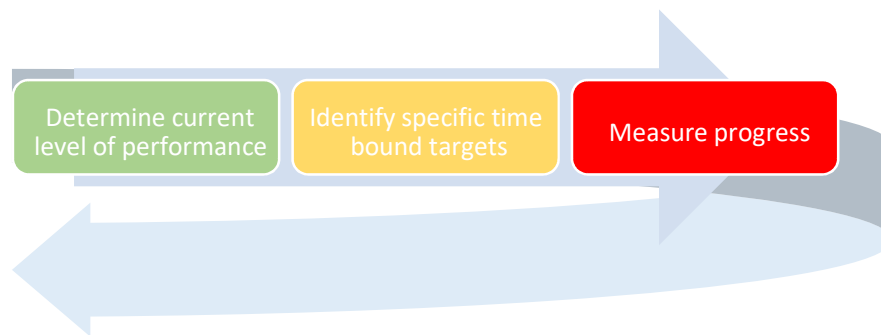 Determine current
level of performance
Identify specific time
bound targets
Measure progress